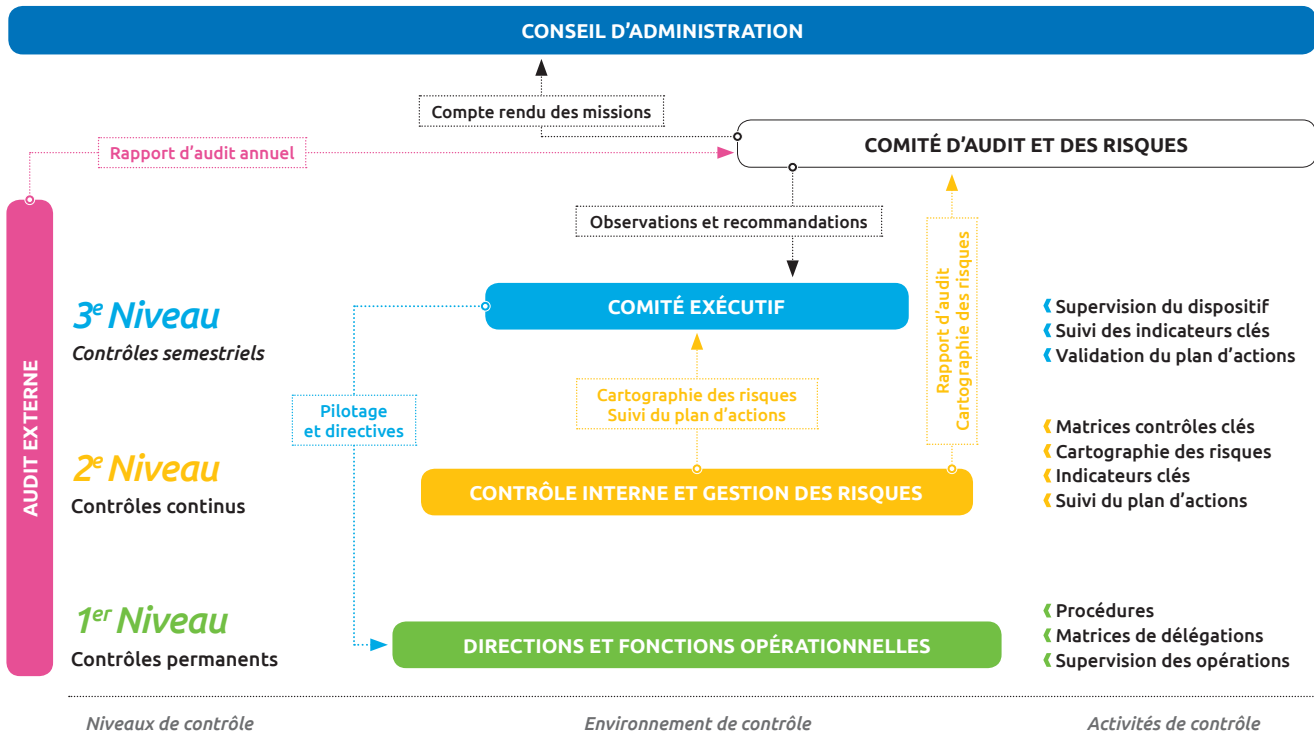 CONSEIL D'ADMINISTRATION
Compte rendu des missions
COMITÉ D'AUDIT ET DES RISQUES
Rapport d'audit annuel
Observations et recommandations
Rapport d'audit
Cartographie des risques
AUDIT EXTERNE
3e Niveau
Contrôles semestriels
COMITÉ EXÉCUTIF
Supervision du dispositif
Suivi des indicateurs clés
Validation du plan d'actions
Cartographie des risques
Suivi du plan d'actions
Pilotage
et directives
2e Niveau
Contrôles continus
CONTRÔLE INTERNE ET GESTION DES RISQUES
Matrices contrôles clés
Cartographie des risques
Indicateurs clés
Suivi du plan d'actions
1er Niveau
Contrôles permanents
DIRECTIONS ET FONCTIONS OPÉRATIONNELLES
Procédures
Matrices de délégations
Supervision des opérations
Niveaux de contrôle
Environnement de contrôle
Activités de contrôle